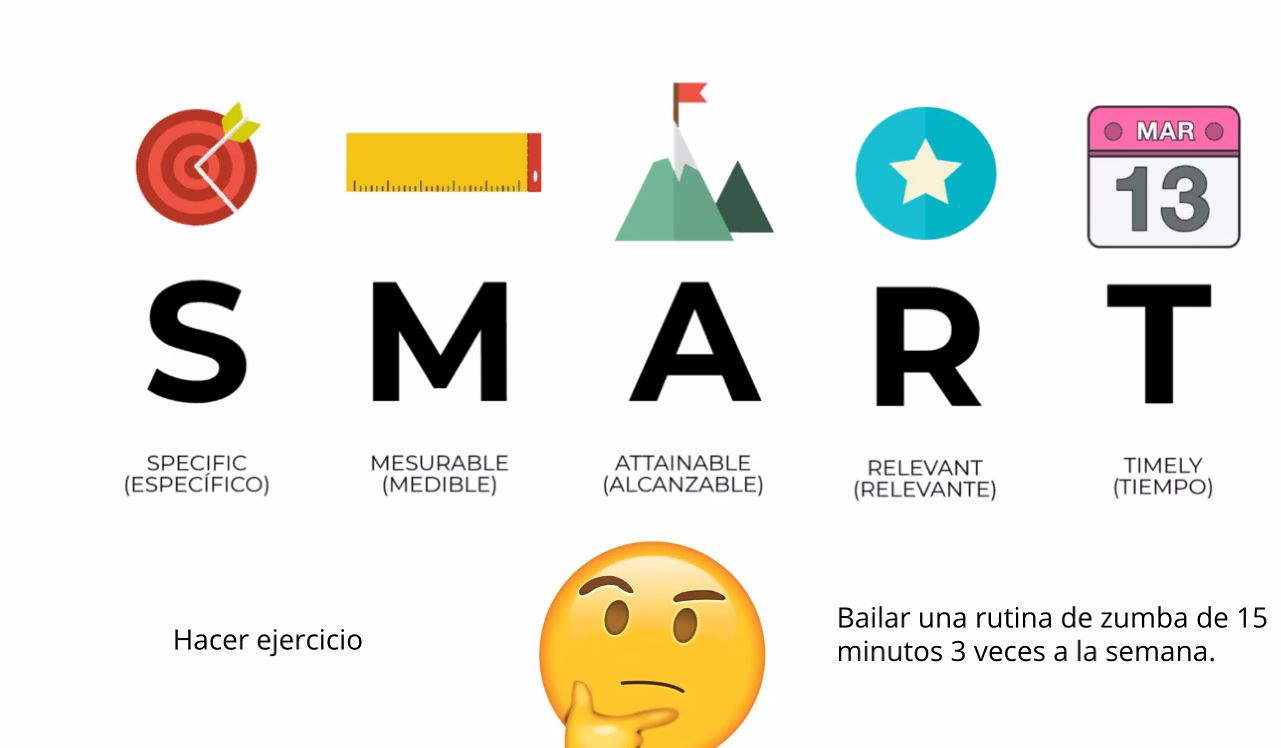 MAR
13
S M A R T
SPECIFIC
(ESPECÍFICO)
MESURABLE
(MEDIBLE)
ATTAINABLE
(ALCANZABLE)
RELEVANT
(RELEVANTE)
TIMELY
(TIEMPO)
Hacer ejercicio
Bailar una rutina de zumba de 15
minutos 3 veces a la semana.